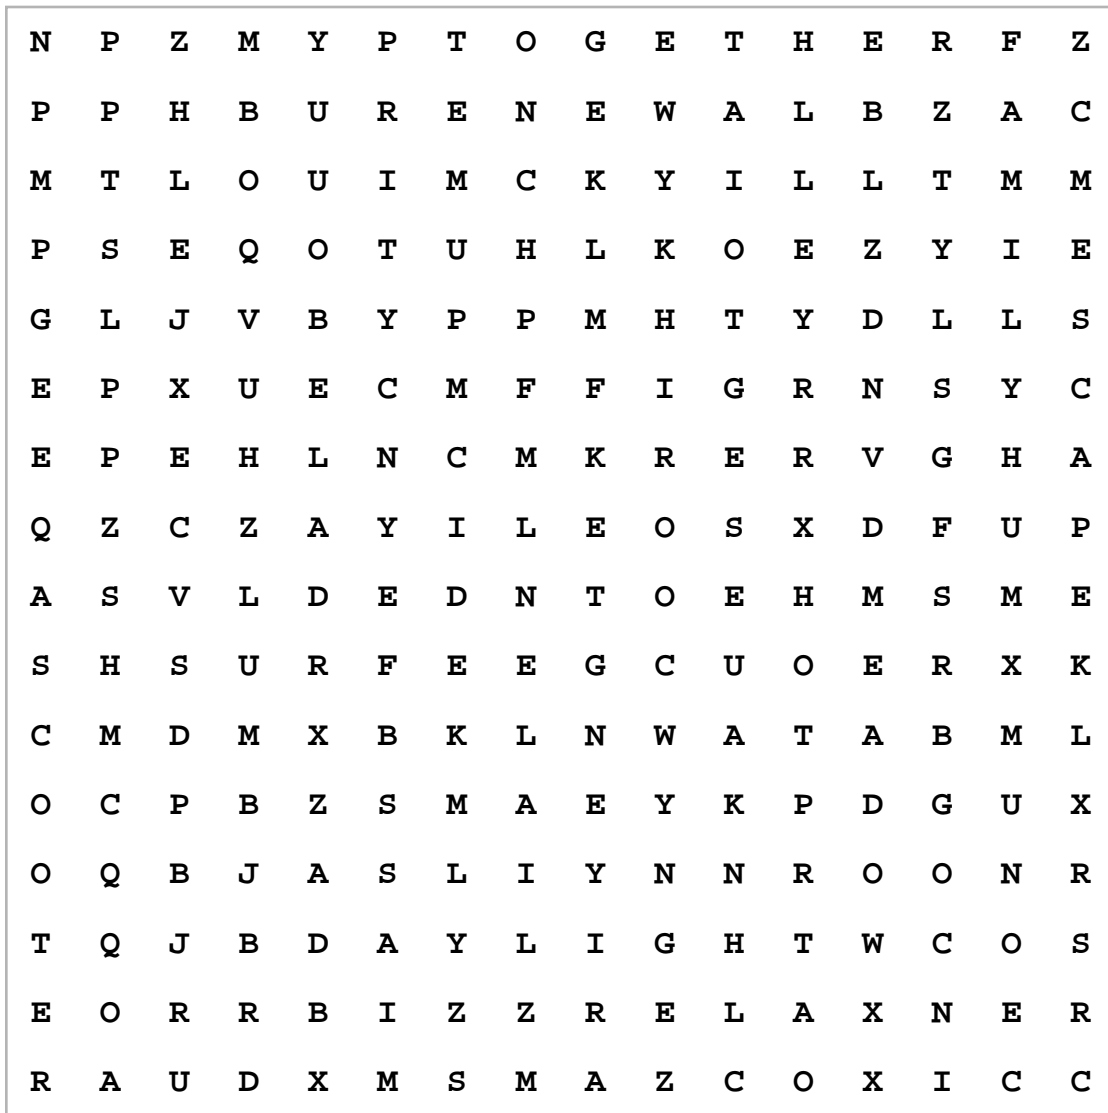 N P Z M Y P T O G E T H E R F Z
P P H B U R E N E W A L B Z A C
M T L O U I M C K Y I L L T M M
P S E Q O T U H L K O E Z Y I E
G L J V B Y P P M H T Y D L L S
E P X U E C M F F I G R N S Y C
E P E H L N C M K R E R V G H A
Q Z C Z A Y I L E O S X D F U P
A S V L D E D N T O E H M S M E
S H S U R F E E G C U O E R X K
C M D M X B K L N W A T A B M L
O C P B Z S M A E Y K P D G U X
O Q B J A S L I Y N N R O O N R
T Q J B D A Y L I G H T W C O S
E O R R B I Z Z R E L A X N E R
R A U D X M S M A Z C O X I C C